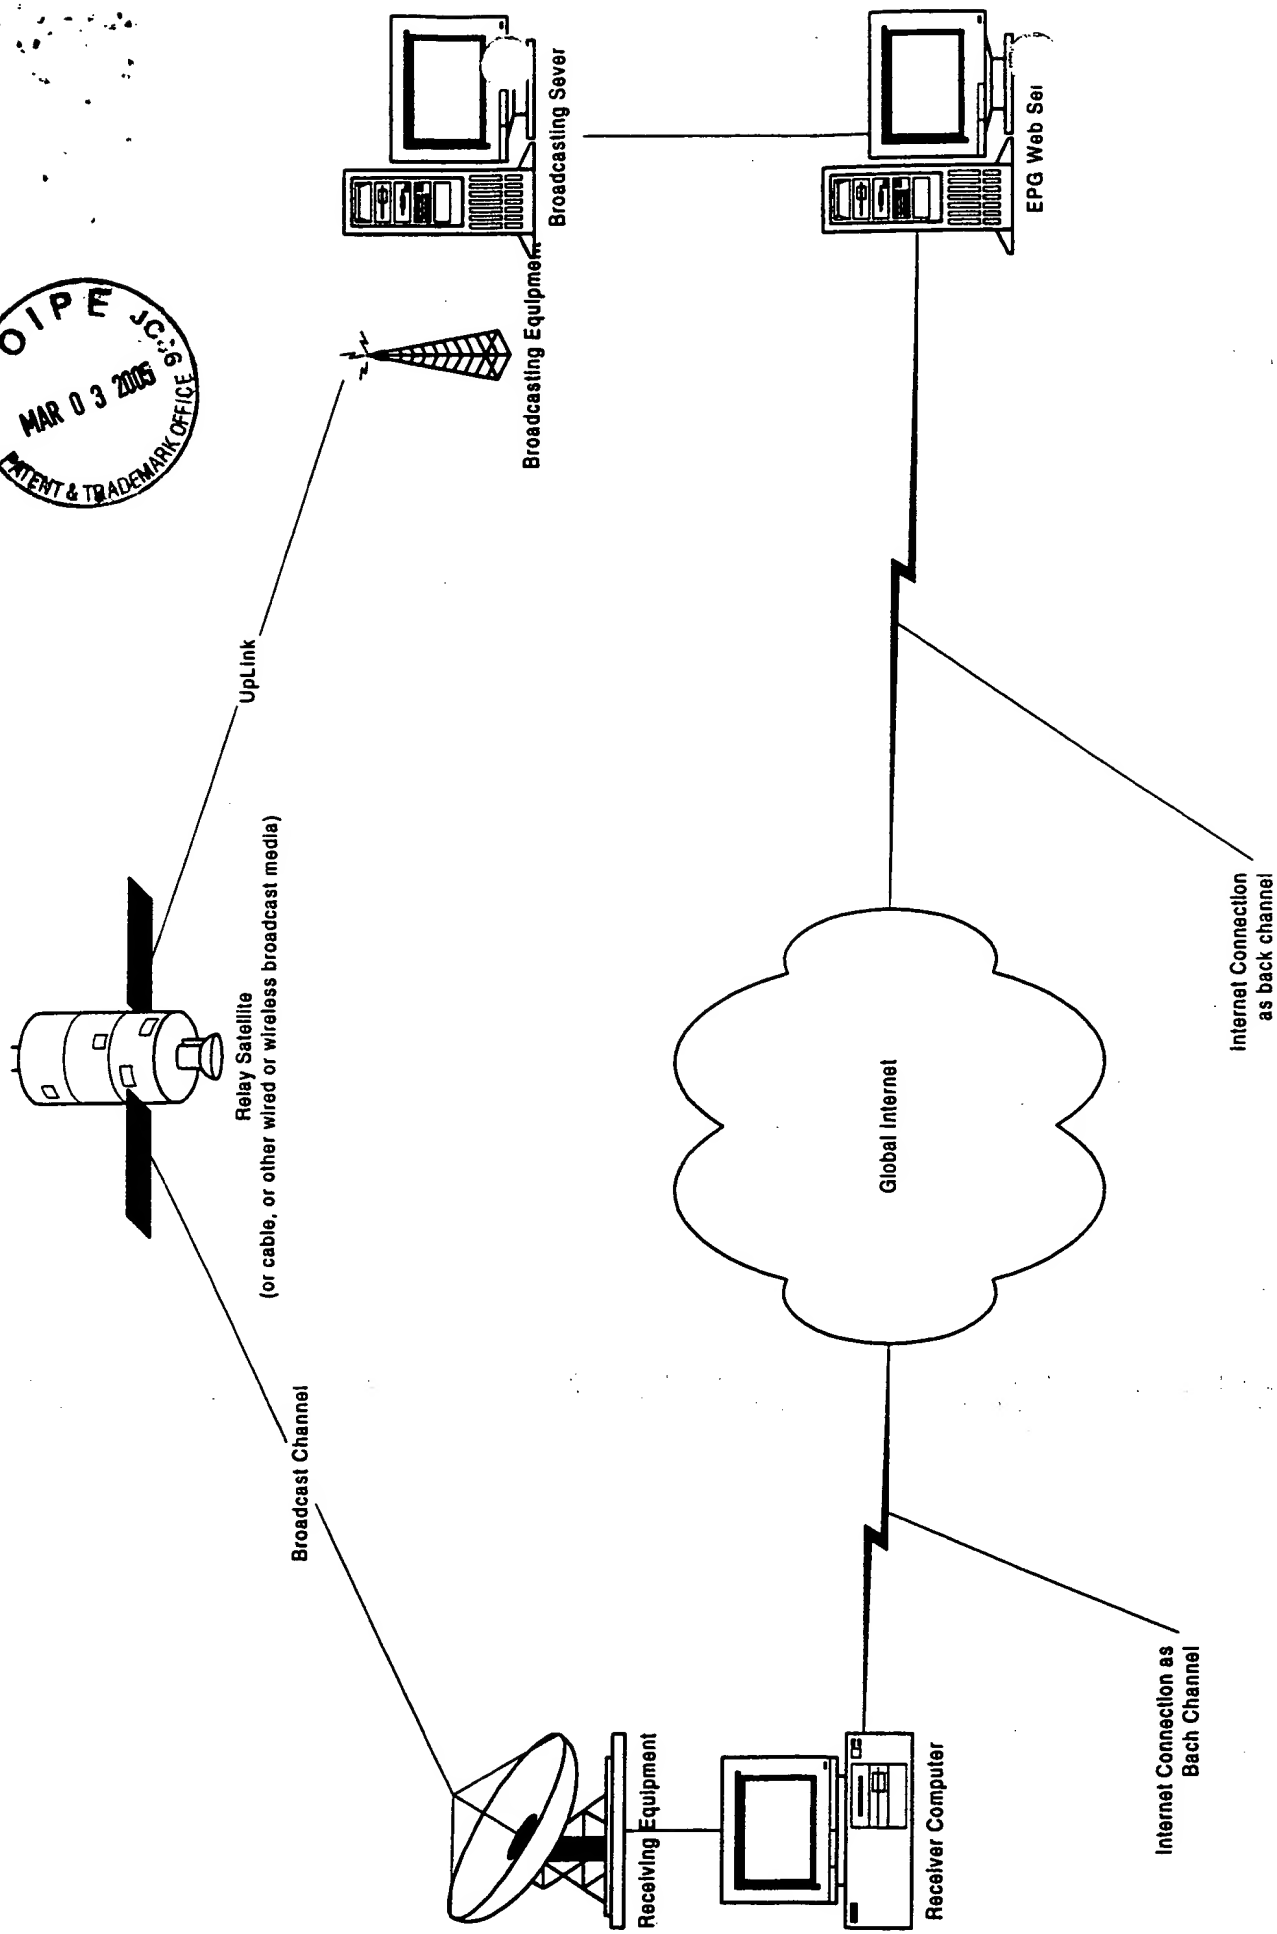 OIPE JC
MAR 0 3 2005
PATENT & TRADEMARK OFFICE
UpLink
Relay Satellite
(or cable, or other wired or wireless broadcast media)
Broadcast Channel
Broadcasting Equipment
Broadcasting Sever
Receiving Equipment
Receiver Computer
Global Internet
EPG Web Ser
Internet Connection as
Bach Channel
Internet Connection
as back channel